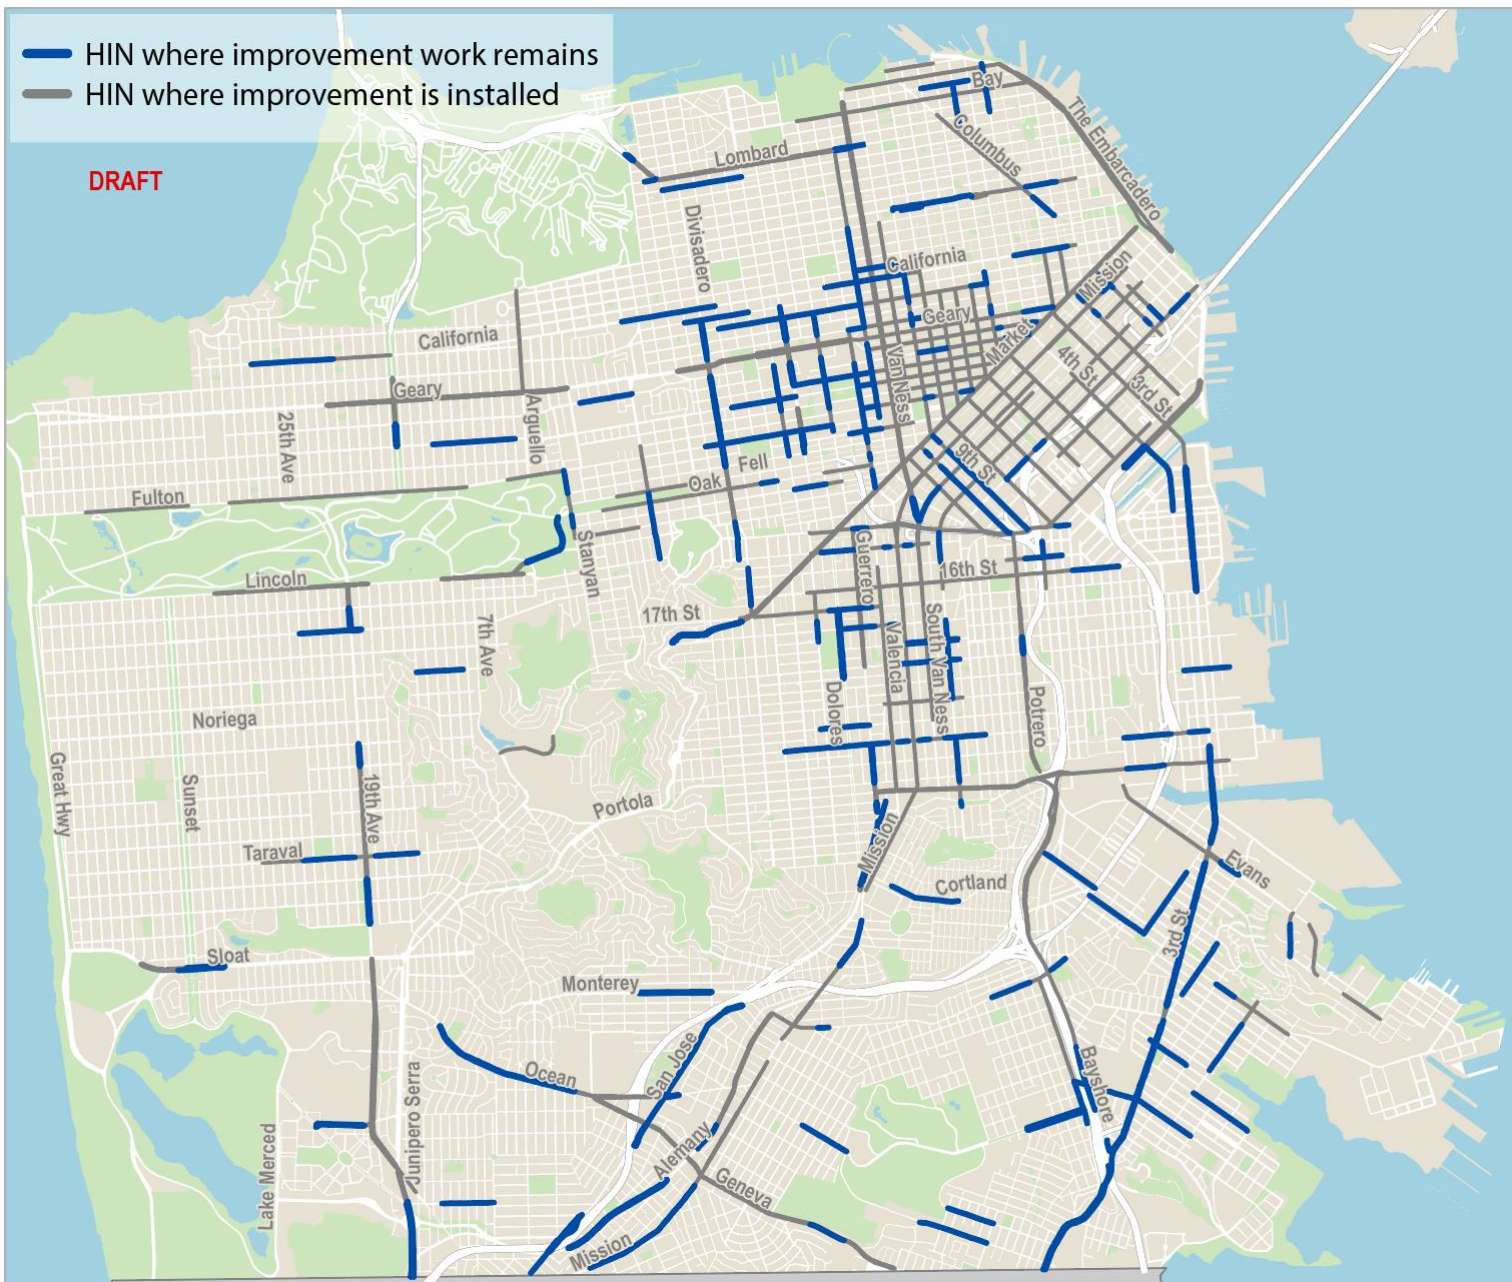 HIN where improvement work remains
HIN where improvement is installed
DRAFT
Bay
The Embarcadero
Columbus
Lombard
Divisadero
California
Mission
California
Geary
Market
4th St
3rd St
Van Ness
Geary
25th Ave
Arguello
Fell
9th St
Oak
Fulton
Stanyan
Guerrero
16th St
Lincoln
17th St
7th Ave
Valencia
South Van Ness
Dolores
Potrero
Noriega
Great Hwy
Sunset
19th Ave
Portola
Taraval
Mission
Cortland
Evans
3rd St
Sloat
Monterey
San Jose
Ocean
Bayshore
Junipero Serra
Lake Merced
Alemany
Geneva
Mission